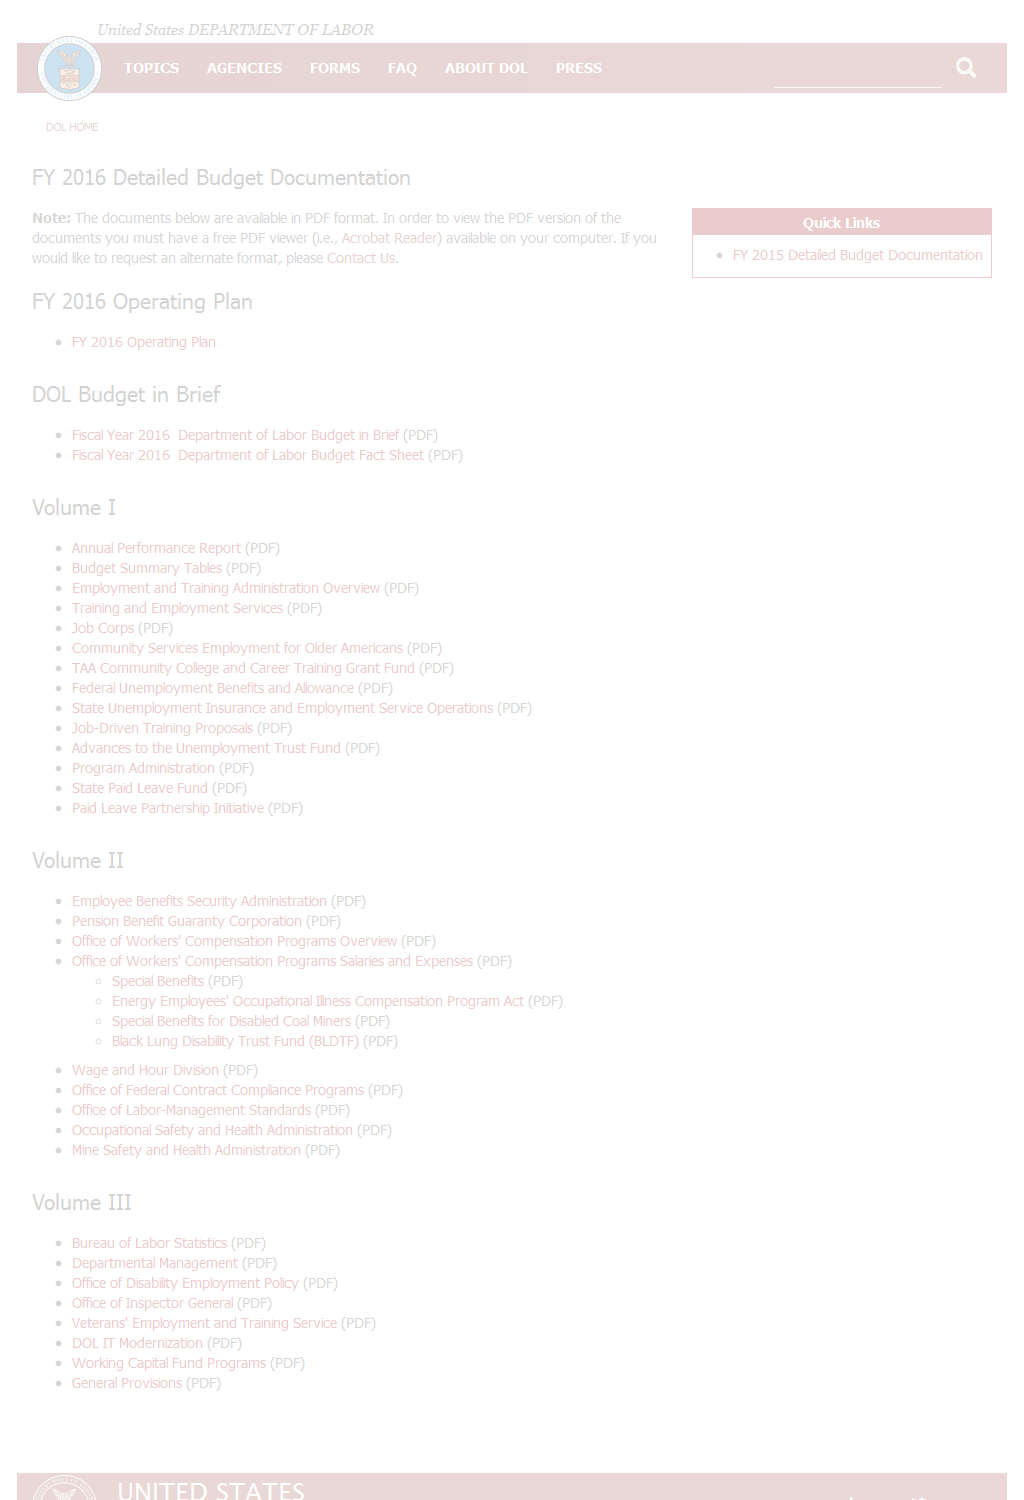 United States DEPARTMENT OF LABOR
TOPICS AGENCIES FORMS FAQ ABOUT DOL PRESS
DOL HOME
FY 2016 Detailed Budget Documentation
Note: The documents below are available in PDF format. In order to view the PDF version of the
documents you must have a free PDF viewer (i.e., Acrobat Reader) available on your computer. If you
would like to request an alternate format, please Contact Us.
Quick Links
FY 2015 Detailed Budget Documentation
FY 2016 Operating Plan
FY 2016 Operating Plan
DOL Budget in Brief
Fiscal Year 2016  Department of Labor Budget in Brief (PDF)
Fiscal Year 2016  Department of Labor Budget Fact Sheet (PDF)
Volume I
Annual Performance Report (PDF)
Budget Summary Tables (PDF)
Employment and Training Administration Overview (PDF)
Training and Employment Services (PDF)
Job Corps (PDF)
Community Services Employment for Older Americans (PDF)
TAA Community College and Career Training Grant Fund (PDF)
Federal Unemployment Benefits and Allowance (PDF)
State Unemployment Insurance and Employment Service Operations (PDF)
Job-Driven Training Proposals (PDF)
Advances to the Unemployment Trust Fund (PDF)
Program Administration (PDF)
State Paid Leave Fund (PDF)
Paid Leave Partnership Initiative (PDF)
Volume II
Employee Benefits Security Administration (PDF)
Pension Benefit Guaranty Corporation (PDF)
Office of Workers' Compensation Programs Overview (PDF)
Office of Workers' Compensation Programs Salaries and Expenses (PDF)
Special Benefits (PDF)
Energy Employees' Occupational Illness Compensation Program Act (PDF)
Special Benefits for Disabled Coal Miners (PDF)
Black Lung Disability Trust Fund (BLDTF) (PDF)
Wage and Hour Division (PDF)
Office of Federal Contract Compliance Programs (PDF)
Office of Labor-Management Standards (PDF)
Occupational Safety and Health Administration (PDF)
Mine Safety and Health Administration (PDF)
Volume III
Bureau of Labor Statistics (PDF)
Departmental Management (PDF)
Office of Disability Employment Policy (PDF)
Office of Inspector General (PDF)
Veterans' Employment and Training Service (PDF)
DOL IT Modernization (PDF)
Working Capital Fund Programs (PDF)
General Provisions (PDF)
UNITED STATES